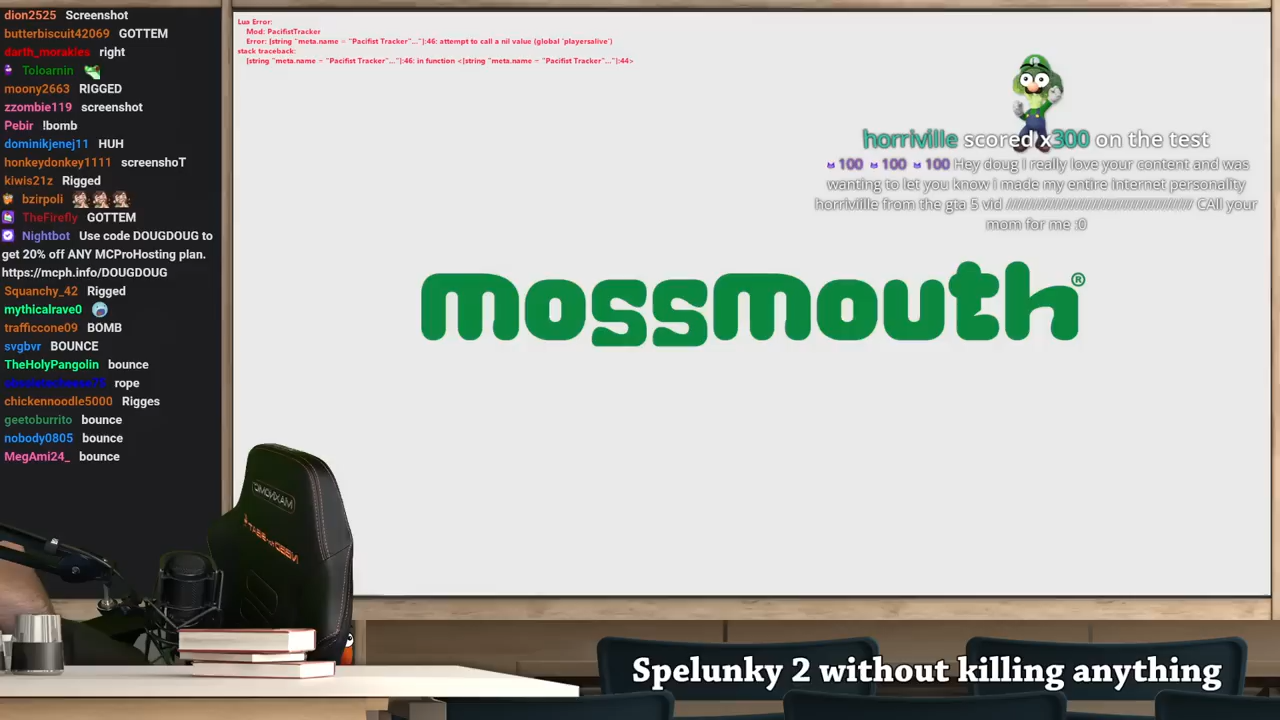 dion2525 Screenshot
butterbiscuit42069 GOTTEM
darth_morakles right
Toloarnin
moony2663 RIGGED
zzombie119 screenshot
Pebir !bomb
dominikjenej11 HUH
honkeydonkey1111 screenshoT
kiwis21z Rigged
bzirpoli
TheFirefly GOTTEM
Nightbot Use code DOUGDOUG to
get 20% off ANY MCProHosting plan.
https://mcph.info/DOUGDOUG
Squanchy_42 Rigged
mythicalrave0
trafficcone09 BOMB
svgbvr BOUNCE
TheHolyPangolin bounce
rope
chickennoodle5000 Rigges
geetoburrito bounce
nobody0805 bounce
MegAmi24_ bounce
Lua Error:
Mod: PacifistTracker
Error: [string "meta.name = "Pacifist Tracker"..."]:46: attempt to call a nil value (global 'playersalive')
stack traceback:
[string "meta.name = "Pacifist Tracker"..."]:46: in function <[string "meta.name = "Pacifist Tracker"..."]:44>
horriville scored x300 on the test
100 100 100 Hey doug I really love your content and was
wanting to let you know i made my entire internet personality
horriville from the gta 5 vid CAll your
mom for me :0
mossmouth®
MAXNOMIC
Spelunky 2 without killing anything